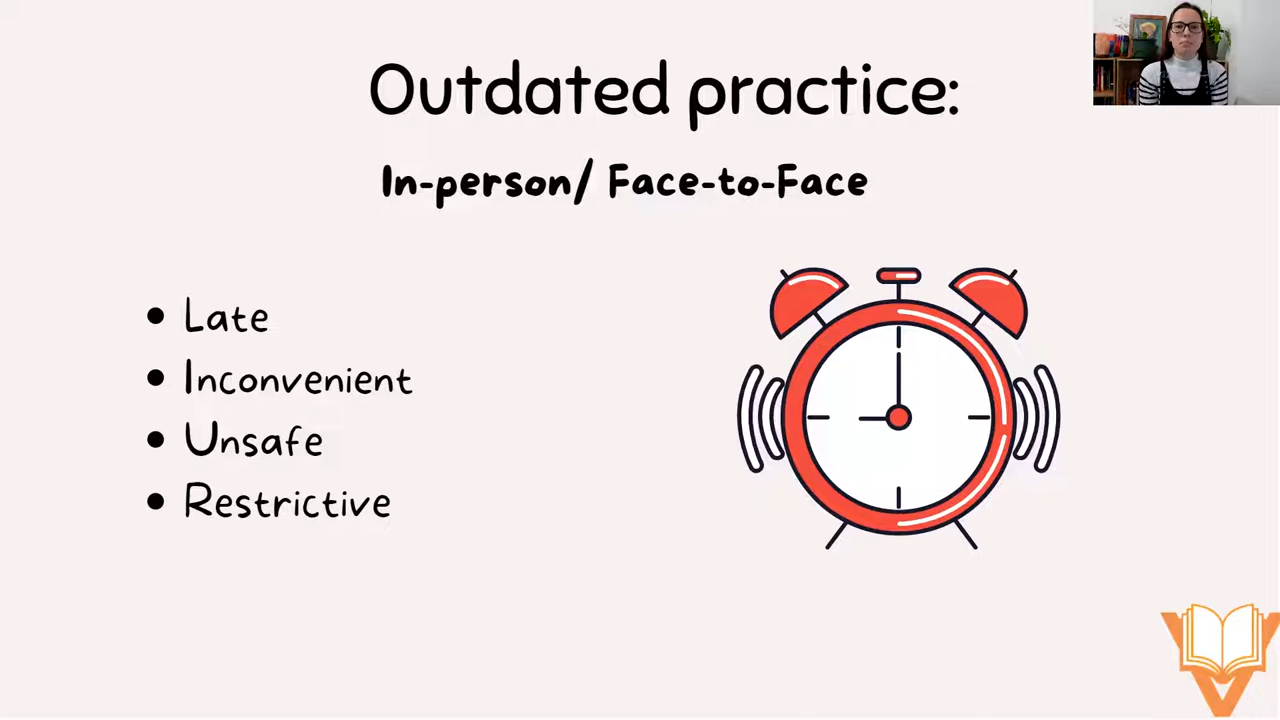 Outdated practice:
In-person/ Face-to-Face
• Late
• Inconvenient
• Unsafe
• Restrictive